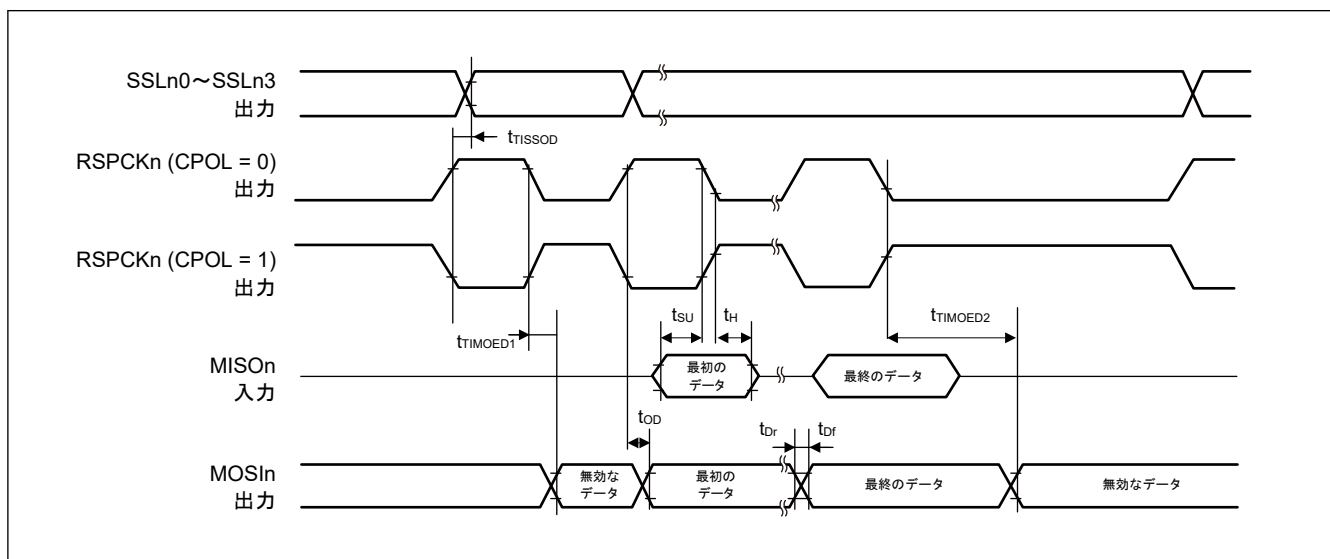 SSLn0～SSLn3
出力
tTISSOD
RSPCKn (CPOL = 0)
出力
RSPCKn (CPOL = 1)
出力
tSU
tH
tTIMOED1
tTIMOED2
MISOn
入力
最初の
データ
最終のデータ
tOD
tDr
tDf
MOSIn
出力
無効な
データ
最初の
データ
最終のデータ
無効なデータ